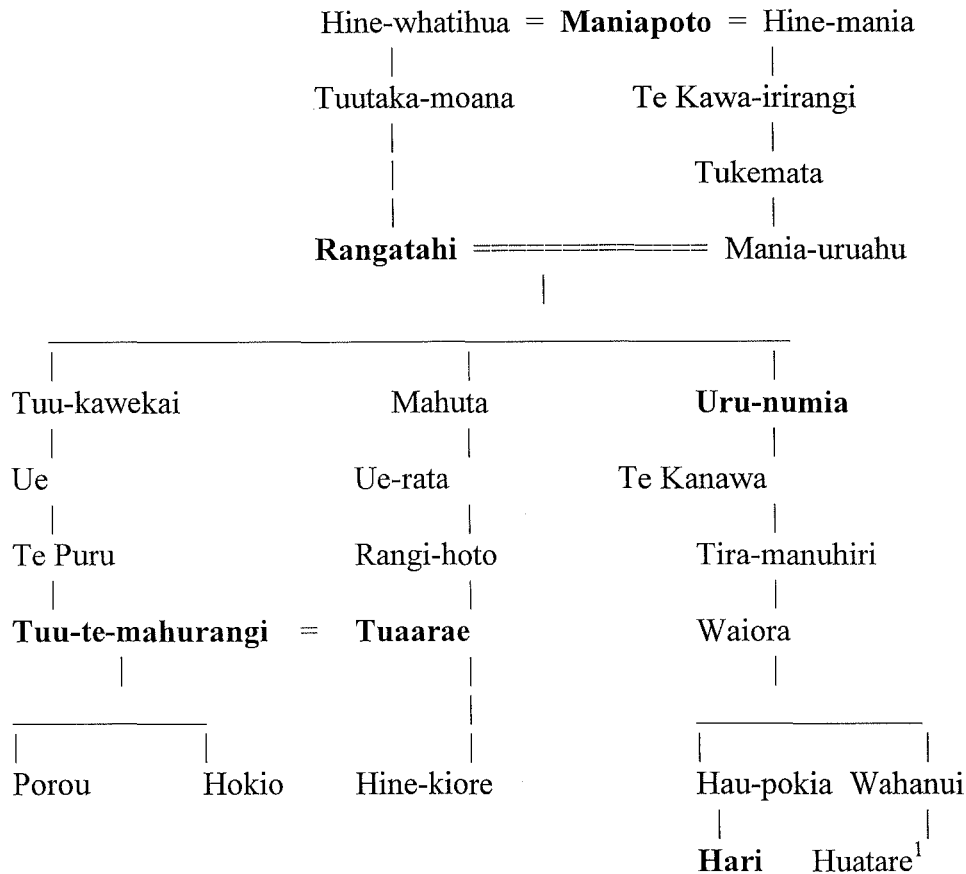 Hine-whatihua = Maniapoto = Hine-mania
Tuutaka-moana Te Kawa-irirangi
Tukemata
Rangatahi ============ Mania-uruahu
Tuu-kawekai Mahuta Uru-numia
Ue Ue-rata Te Kanawa
Te Puru Rangi-hoto Tira-manuhiri
Tuu-te-mahurangi = Tuaarae Waiora
Porou Hokio Hine-kiore Hau-pokia Wahanui
Hari Huatare¹